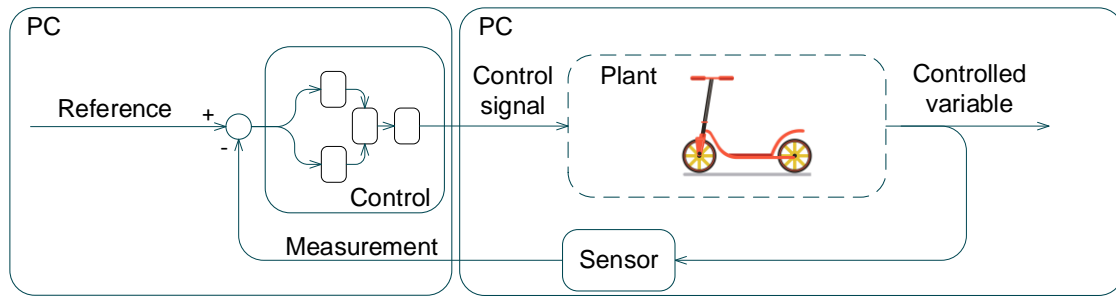 PC
Reference
+
-
Control
Measurement
PC
Control
signal
Plant
Controlled
variable
Sensor